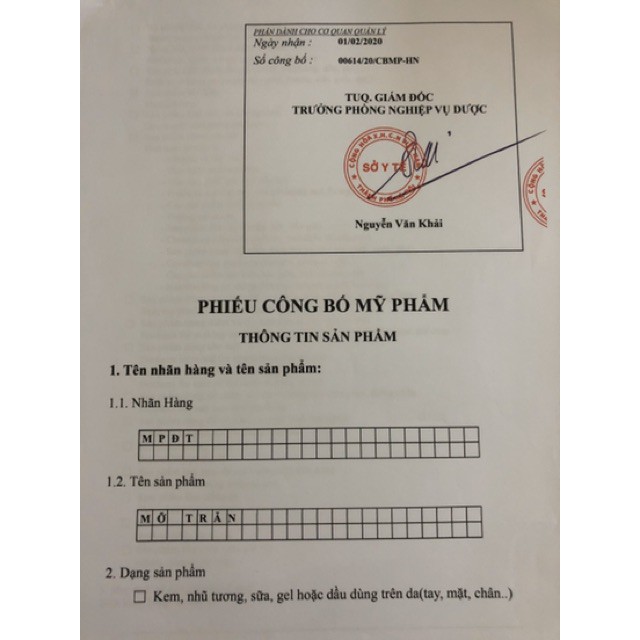 PHẦN DÀNH CHO CƠ QUAN QUẢN LÝ
Ngày nhận : 01/02/2020
Số công bố : 00614/20/CBMP-HN
TUQ. GIÁM ĐỐC
TRƯỞNG PHÒNG NGHIỆP VỤ DƯỢC
SỞ Y TẾ
Nguyễn Văn Khải
PHIẾU CÔNG BỐ MỸ PHẨM
THÔNG TIN SẢN PHẨM
1. Tên nhãn hàng và tên sản phẩm:
1.1. Nhãn Hàng
MPĐT
1.2. Tên sản phẩm
MỠ TRĂN
2. Dạng sản phẩm
Kem, nhũ tương, sữa, gel hoặc dầu dùng trên da(tay, mặt, chân..)